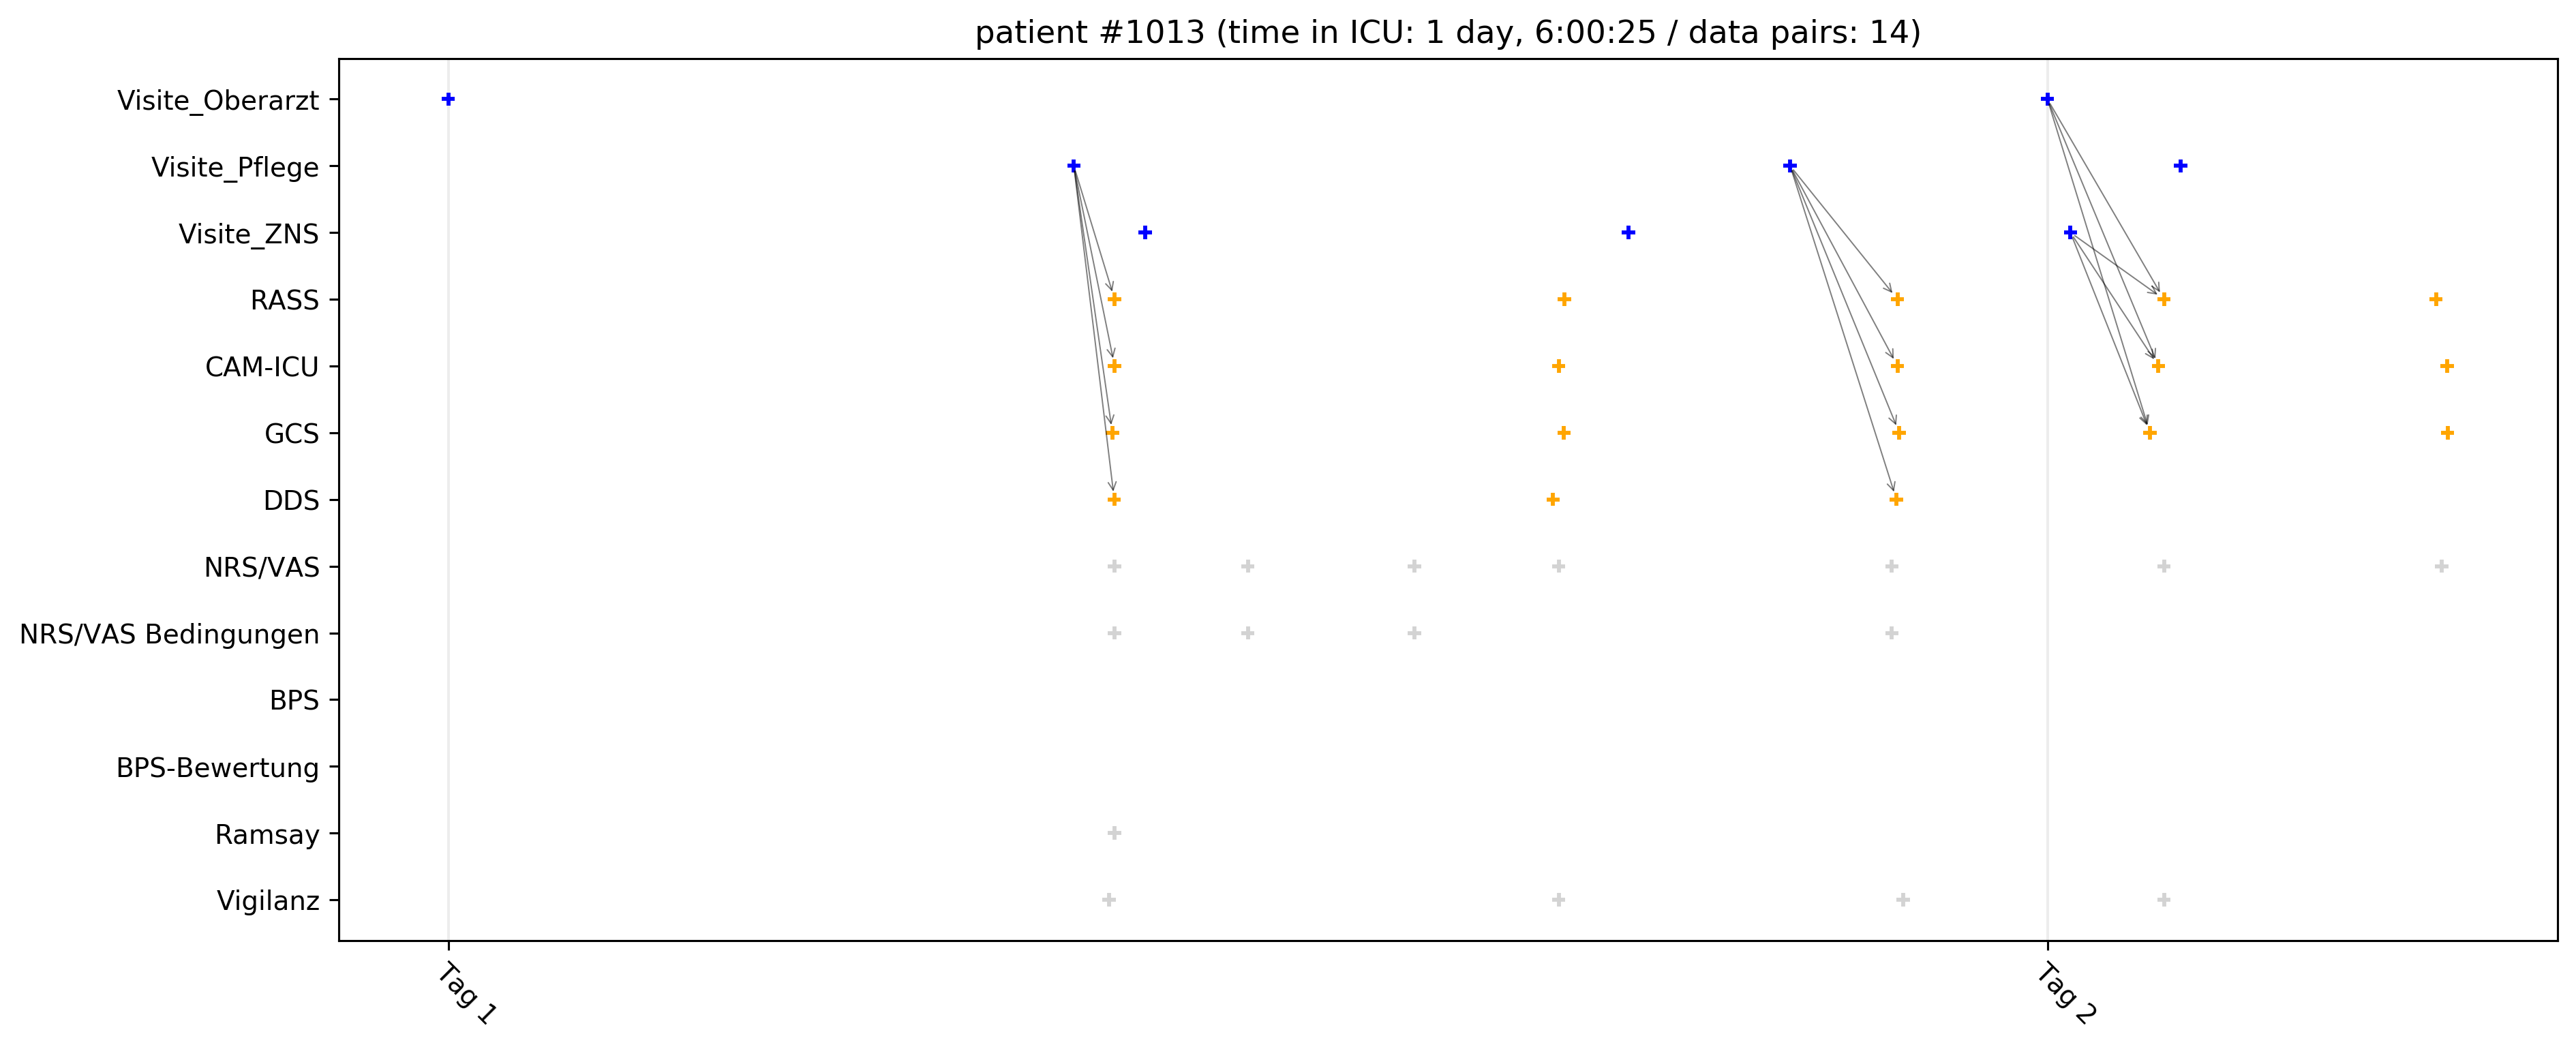 patient #1013 (time in ICU: 1 day, 6:00:25 / data pairs: 14)
Visite_Oberarzt
Visite_Pflege
Visite_ZNS
RASS
CAM-ICU
GCS
DDS
NRS/VAS
NRS/VAS Bedingungen
BPS
BPS-Bewertung
Ramsay
Vigilanz
Tag 1
Tag 2